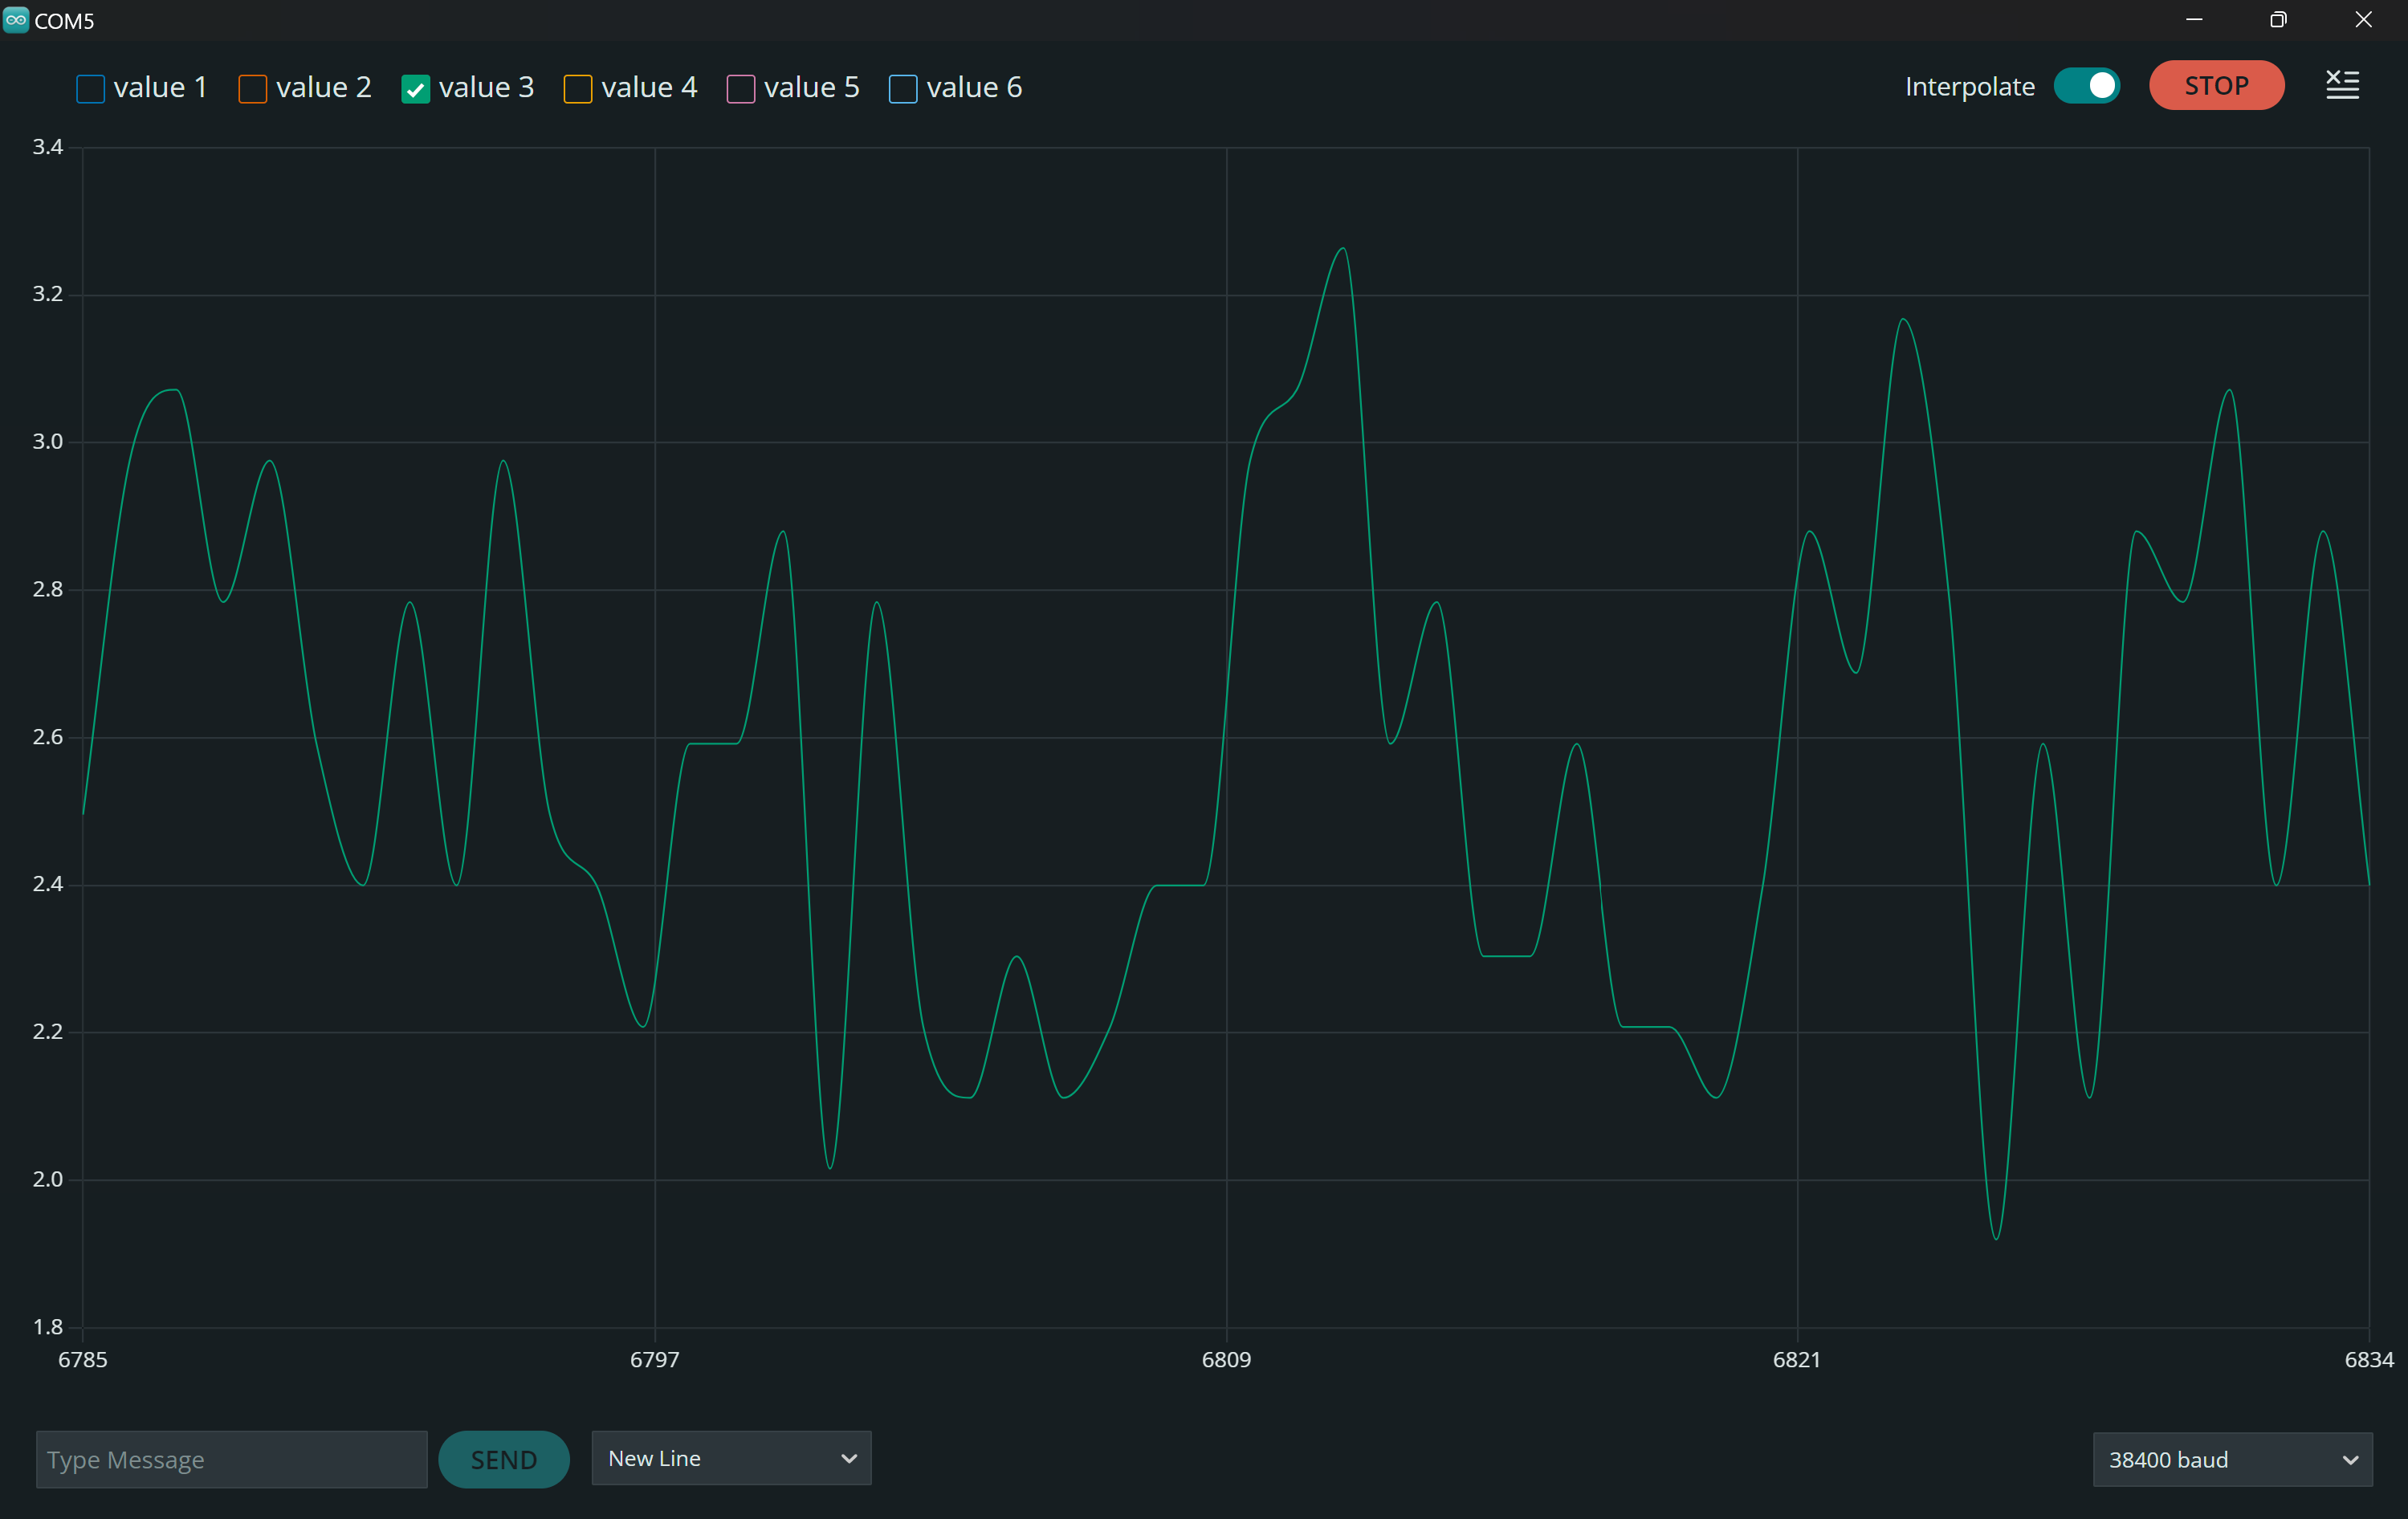 COM5
value 1 value 2 value 3 value 4 value 5 value 6 Interpolate STOP
3.4
3.2
3.0
2.8
2.6
2.4
2.2
2.0
1.8
6785 6797 6809 6821 6834
Type Message SEND New Line 38400 baud